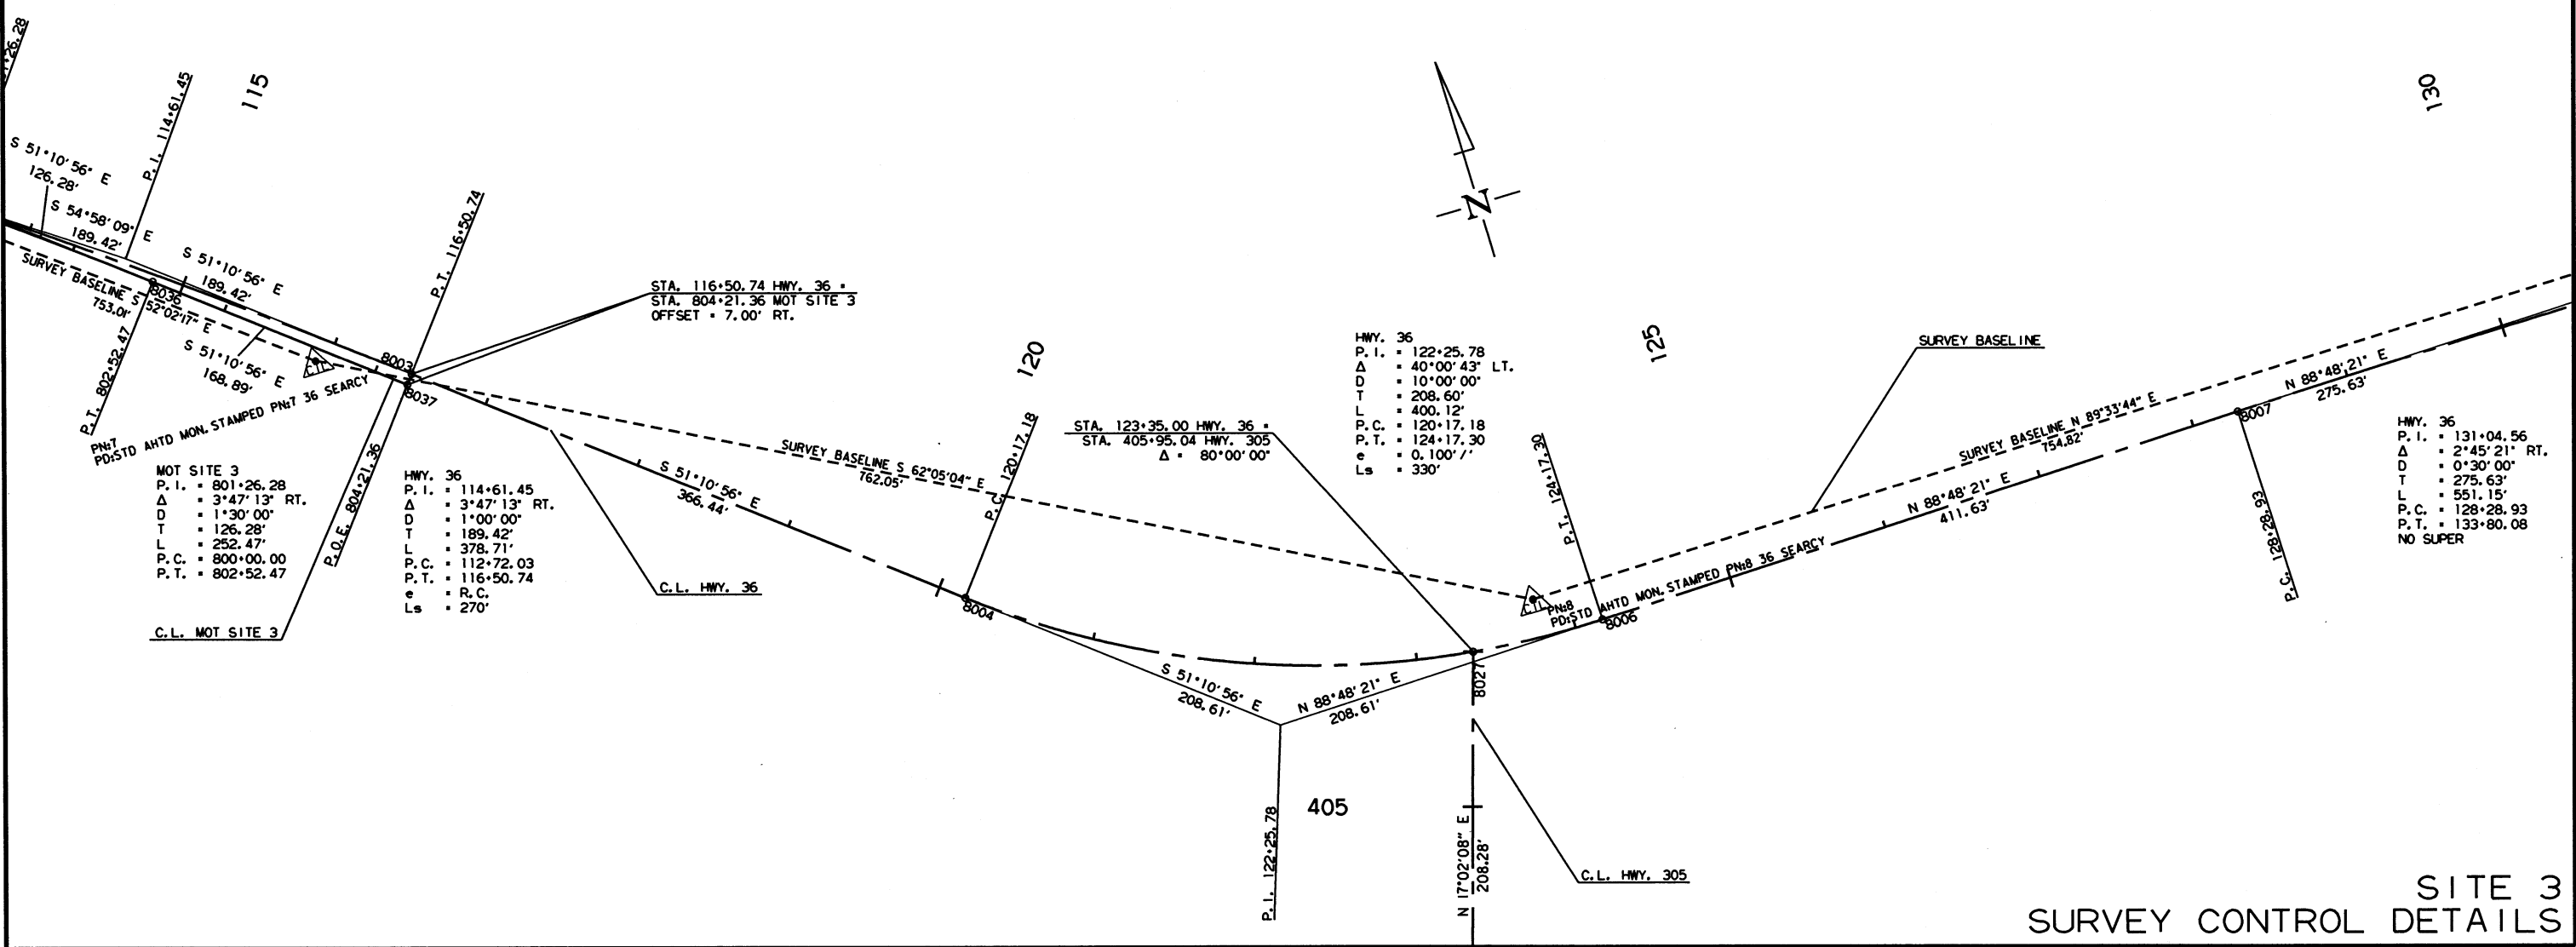 115
120
125
130
P.I. 114+61.45
S 51°10'56" E
126.28'
S 54°58'09" E
189.42'
S 51°10'56" E
189.42'
SURVEY BASELINE S 52°02'17" E
753.01'
8036
S 51°10'56" E
168.89'
P.T. 802+52.47
P.T. 116+50.74
8003
8037
CTL
PN:7
PD:STD AHTD MON. STAMPED PN:7 36 SEARCY
STA. 116+50.74 HWY. 36 =
STA. 804+21.36 MOT SITE 3
OFFSET = 7.00' RT.
MOT SITE 3
P.I. = 801+26.28
Δ = 3°47'13" RT.
D = 1°30'00"
T = 126.28'
L = 252.47'
P.C. = 800+00.00
P.T. = 802+52.47
P.O.E. 804+21.36
C.L. MOT SITE 3
HWY. 36
P.I. = 114+61.45
Δ = 3°47'13" RT.
D = 1°00'00"
T = 189.42'
L = 378.71'
P.C. = 112+72.03
P.T. = 116+50.74
e = R.C.
Ls = 270'
C.L. HWY. 36
S 51°10'56" E
366.44'
SURVEY BASELINE S 62°05'04" E
762.05'
P.C. 120+17.18
8004
S 51°10'56" E
208.61'
N 88°48'21" E
208.61'
P.I. 122+25.78
405
N
STA. 123+35.00 HWY. 36 =
STA. 405+95.04 HWY. 305
Δ = 80°00'00"
HWY. 36
P.I. = 122+25.78
Δ = 40°00'43" LT.
D = 10°00'00"
T = 208.60'
L = 400.12'
P.C. = 120+17.18
P.T. = 124+17.30
e = 0.100'/'
Ls = 330'
P.T. 124+17.30
CTL
PN:8
PD:STD AHTD MON. STAMPED PN:8 36 SEARCY
8006
8027
N 17°02'08" E
208.28'
C.L. HWY. 305
SURVEY BASELINE
SURVEY BASELINE N 89°33'44" E
754.82'
N 88°48'21" E
411.63'
N 88°48'21" E
275.63'
8007
P.C. 128+28.93
HWY. 36
P.I. = 131+04.56
Δ = 2°45'21" RT.
D = 0°30'00"
T = 275.63'
L = 551.15'
P.C. = 128+28.93
P.T. = 133+80.08
NO SUPER
SITE 3
SURVEY CONTROL DETAILS